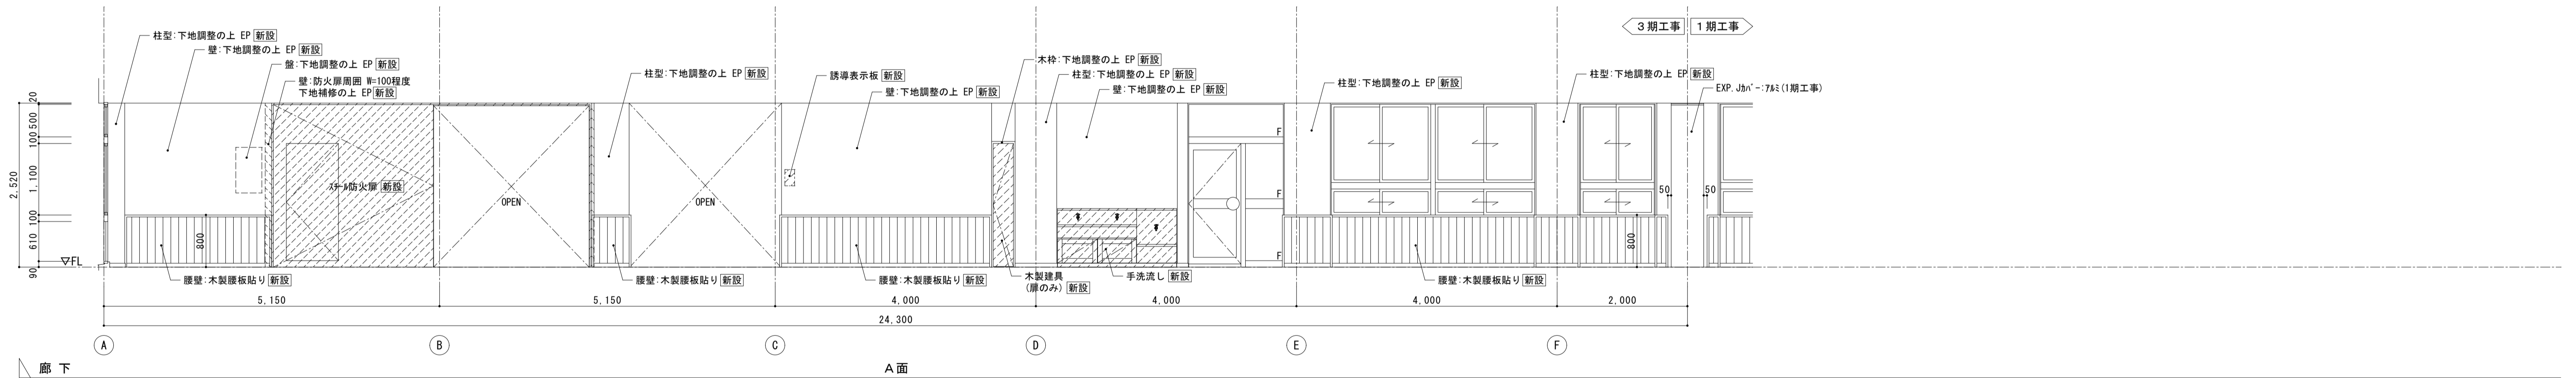 3期工事 1期工事
柱型:下地調整の上 EP 新設
壁:下地調整の上 EP 新設
盤:下地調整の上 EP 新設
壁:防火扉周囲 W=100程度
下地補修の上 EP 新設
柱型:下地調整の上 EP 新設
誘導表示板 新設
壁:下地調整の上 EP 新設
木枠:下地調整の上 EP 新設
柱型:下地調整の上 EP 新設
壁:下地調整の上 EP 新設
柱型:下地調整の上 EP 新設
柱型:下地調整の上 EP 新設
EXP.Jカバー:アルミ(1期工事)
20
500
100
1,100
100
610
90
2,520
▽FL
800
スチール防火扉 新設
OPEN
OPEN
F
F
F
50
50
800
腰壁:木製腰板貼り 新設
腰壁:木製腰板貼り 新設
腰壁:木製腰板貼り 新設
木製建具
(扉のみ) 新設
手洗流し 新設
腰壁:木製腰板貼り 新設
5,150 5,150 4,000 4,000 4,000 2,000
24,300
A B C D E F
廊下 A面